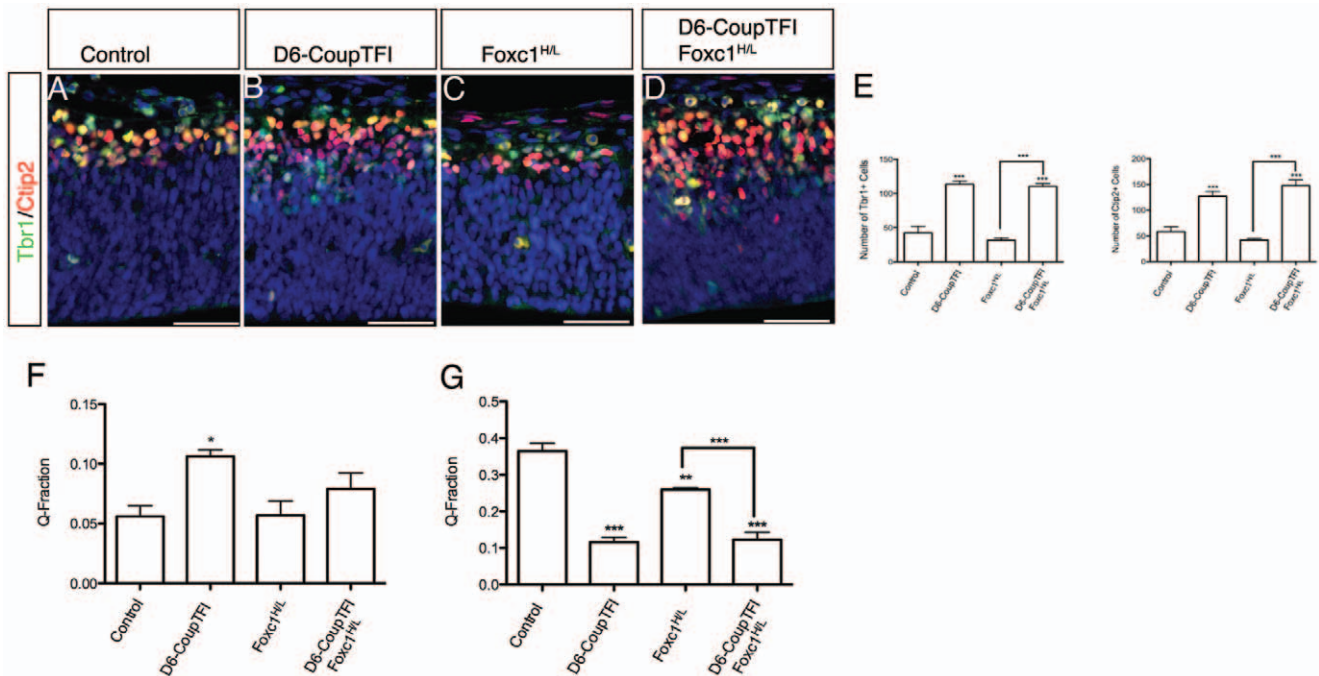 Control
D6-CoupTFI
Foxc1H/L
D6-CoupTFI
Foxc1H/L
Tbr1/Ctip2
A
B
C
D
E
Number of Tbr1+ Cells
150
100
50
0
***
***
***
Control
D6-CoupTFI
Foxc1H/L
D6-CoupTFI
Foxc1H/L
Number of Ctip2+ Cells
200
150
100
50
0
***
***
***
Control
D6-CoupTFI
Foxc1H/L
D6-CoupTFI
Foxc1H/L
F
Q-Fraction
0.15
0.10
0.05
0.00
*
Control
D6-CoupTFI
Foxc1H/L
D6-CoupTFI
Foxc1H/L
G
Q-Fraction
0.5
0.4
0.3
0.2
0.1
0.0
***
**
***
***
Control
D6-CoupTFI
Foxc1H/L
D6-CoupTFI
Foxc1H/L